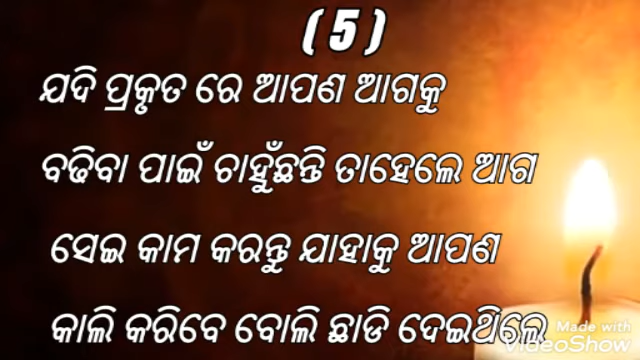 (5)
ଯଦି ପ୍ରକୃତ ରେ ଆପଣ ଆଗକୁ
ବଢିବା ପାଇଁ ଚାହୁଁଛନ୍ତି ତାହେଲେ ଆଗ
ସେଇ କାମ କରନ୍ତୁ ଯାହାକୁ ଆପଣ
କାଲି କରିବେ ବୋଲି ଛାଡି ଦେଇଥିଲେ
Made with
VideoShow